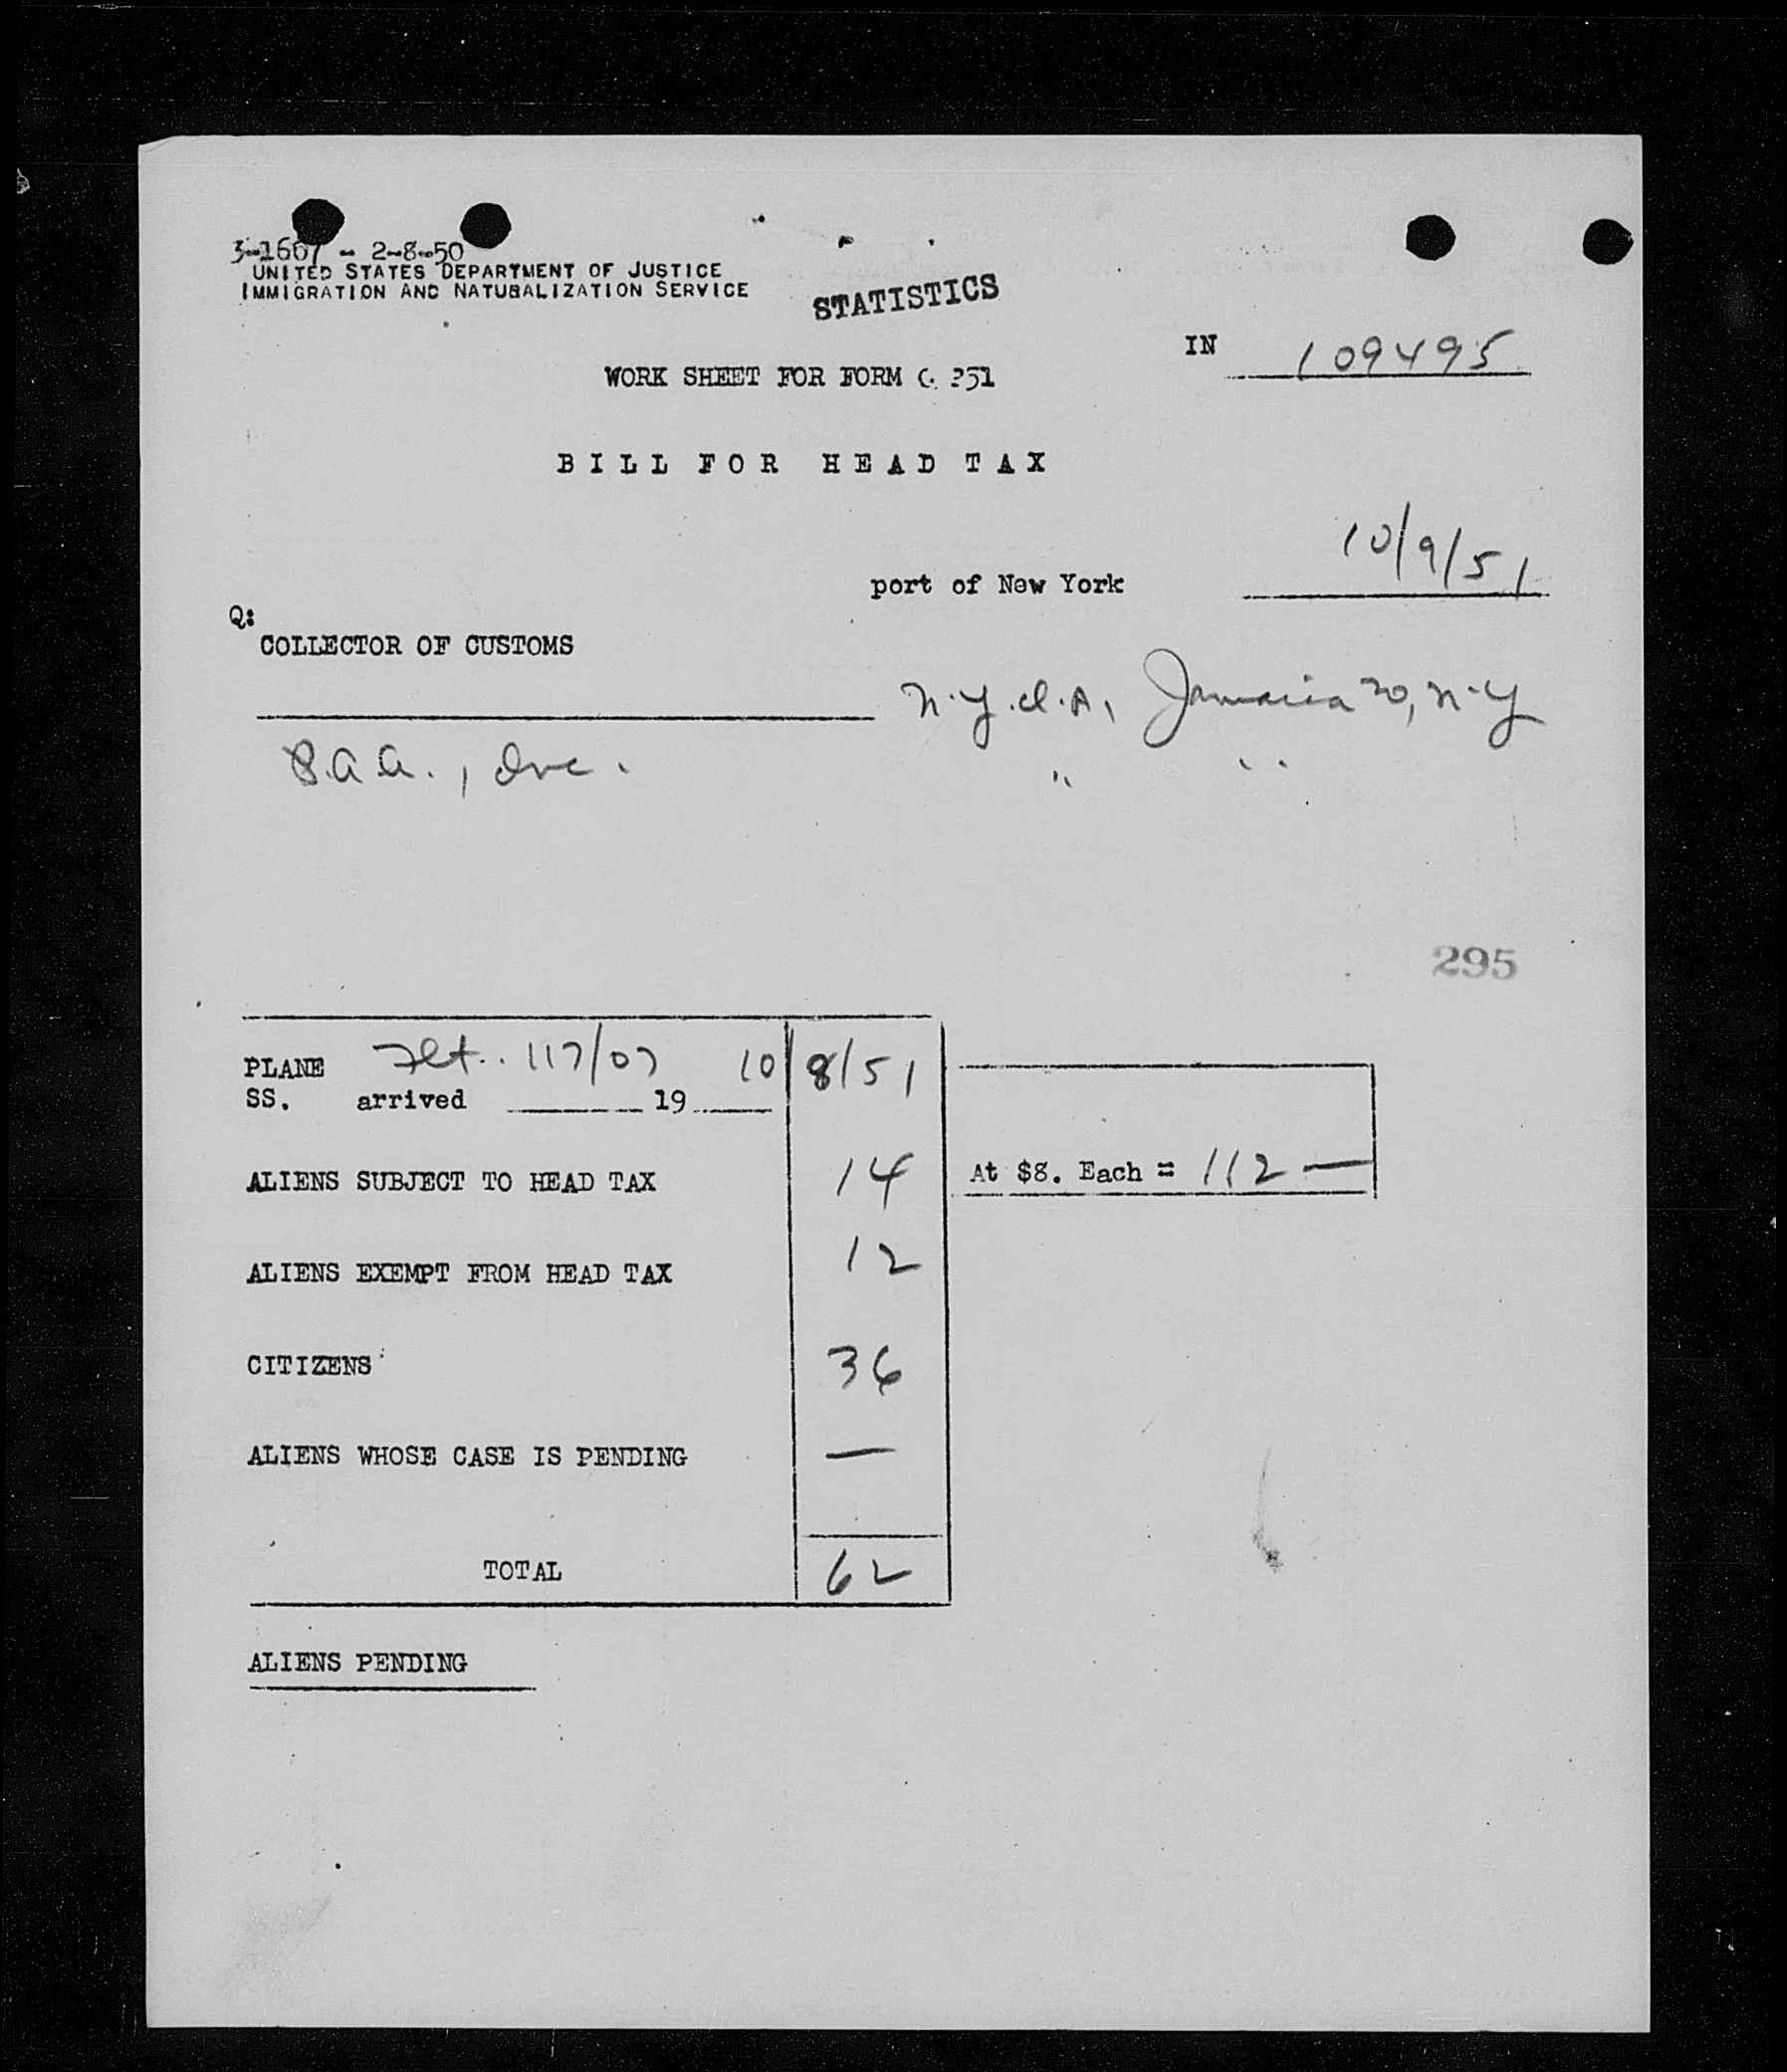 3-1607 - 2-8-50
UNITED STATES DEPARTMENT OF JUSTICE
IMMIGRATION AND NATURALIZATION SERVICE
STATISTICS
IN 109495
WORK SHEET FOR FORM G. 251
BILL FOR HEAD TAX
10/9/51
port of New York
Q:
COLLECTOR OF CUSTOMS
N.Y.I.A, Jamaica 30, N.Y
P.A.A., Inc. " "
295
PLANE Flt. 117/07 10/8/51
SS. arrived 19
ALIENS SUBJECT TO HEAD TAX 14 At $8. Each = 112 —
ALIENS EXEMPT FROM HEAD TAX 12
CITIZENS 36
ALIENS WHOSE CASE IS PENDING —
TOTAL 62
ALIENS PENDING